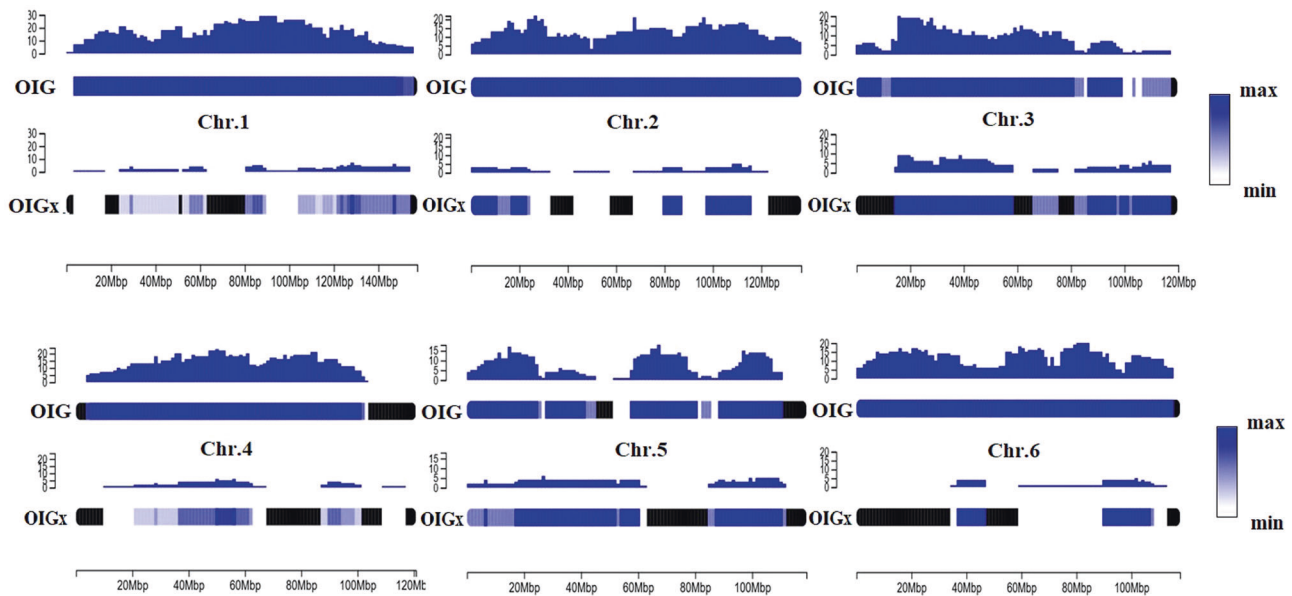 30 20 10 0
20 15 10 5 0
20 15 10 5 0
OIG
OIG
OIG
max
Chr.1
Chr.2
Chr.3
30 20 10 0
20 15 10 5 0
20 15 10 5 0
min
OIGx
OIGx
OIGx
20Mbp 40Mbp 60Mbp 80Mbp 100Mbp 120Mbp 140Mbp
20Mbp 40Mbp 60Mbp 80Mbp 100Mbp 120Mbp
20Mbp 40Mbp 60Mbp 80Mbp 100Mbp 120Mbp
20 15 10 5 0
15 10 5 0
20 15 10 5 0
OIG
OIG
OIG
max
Chr.4
Chr.5
Chr.6
20 15 10 5 0
15 10 5 0
20 15 10 5 0
min
OIGx
OIGx
OIGx
20Mbp 40Mbp 60Mbp 80Mbp 100Mbp 120Mb
20Mbp 40Mbp 60Mbp 80Mbp 100Mbp
20Mbp 40Mbp 60Mbp 80Mbp 100Mbp